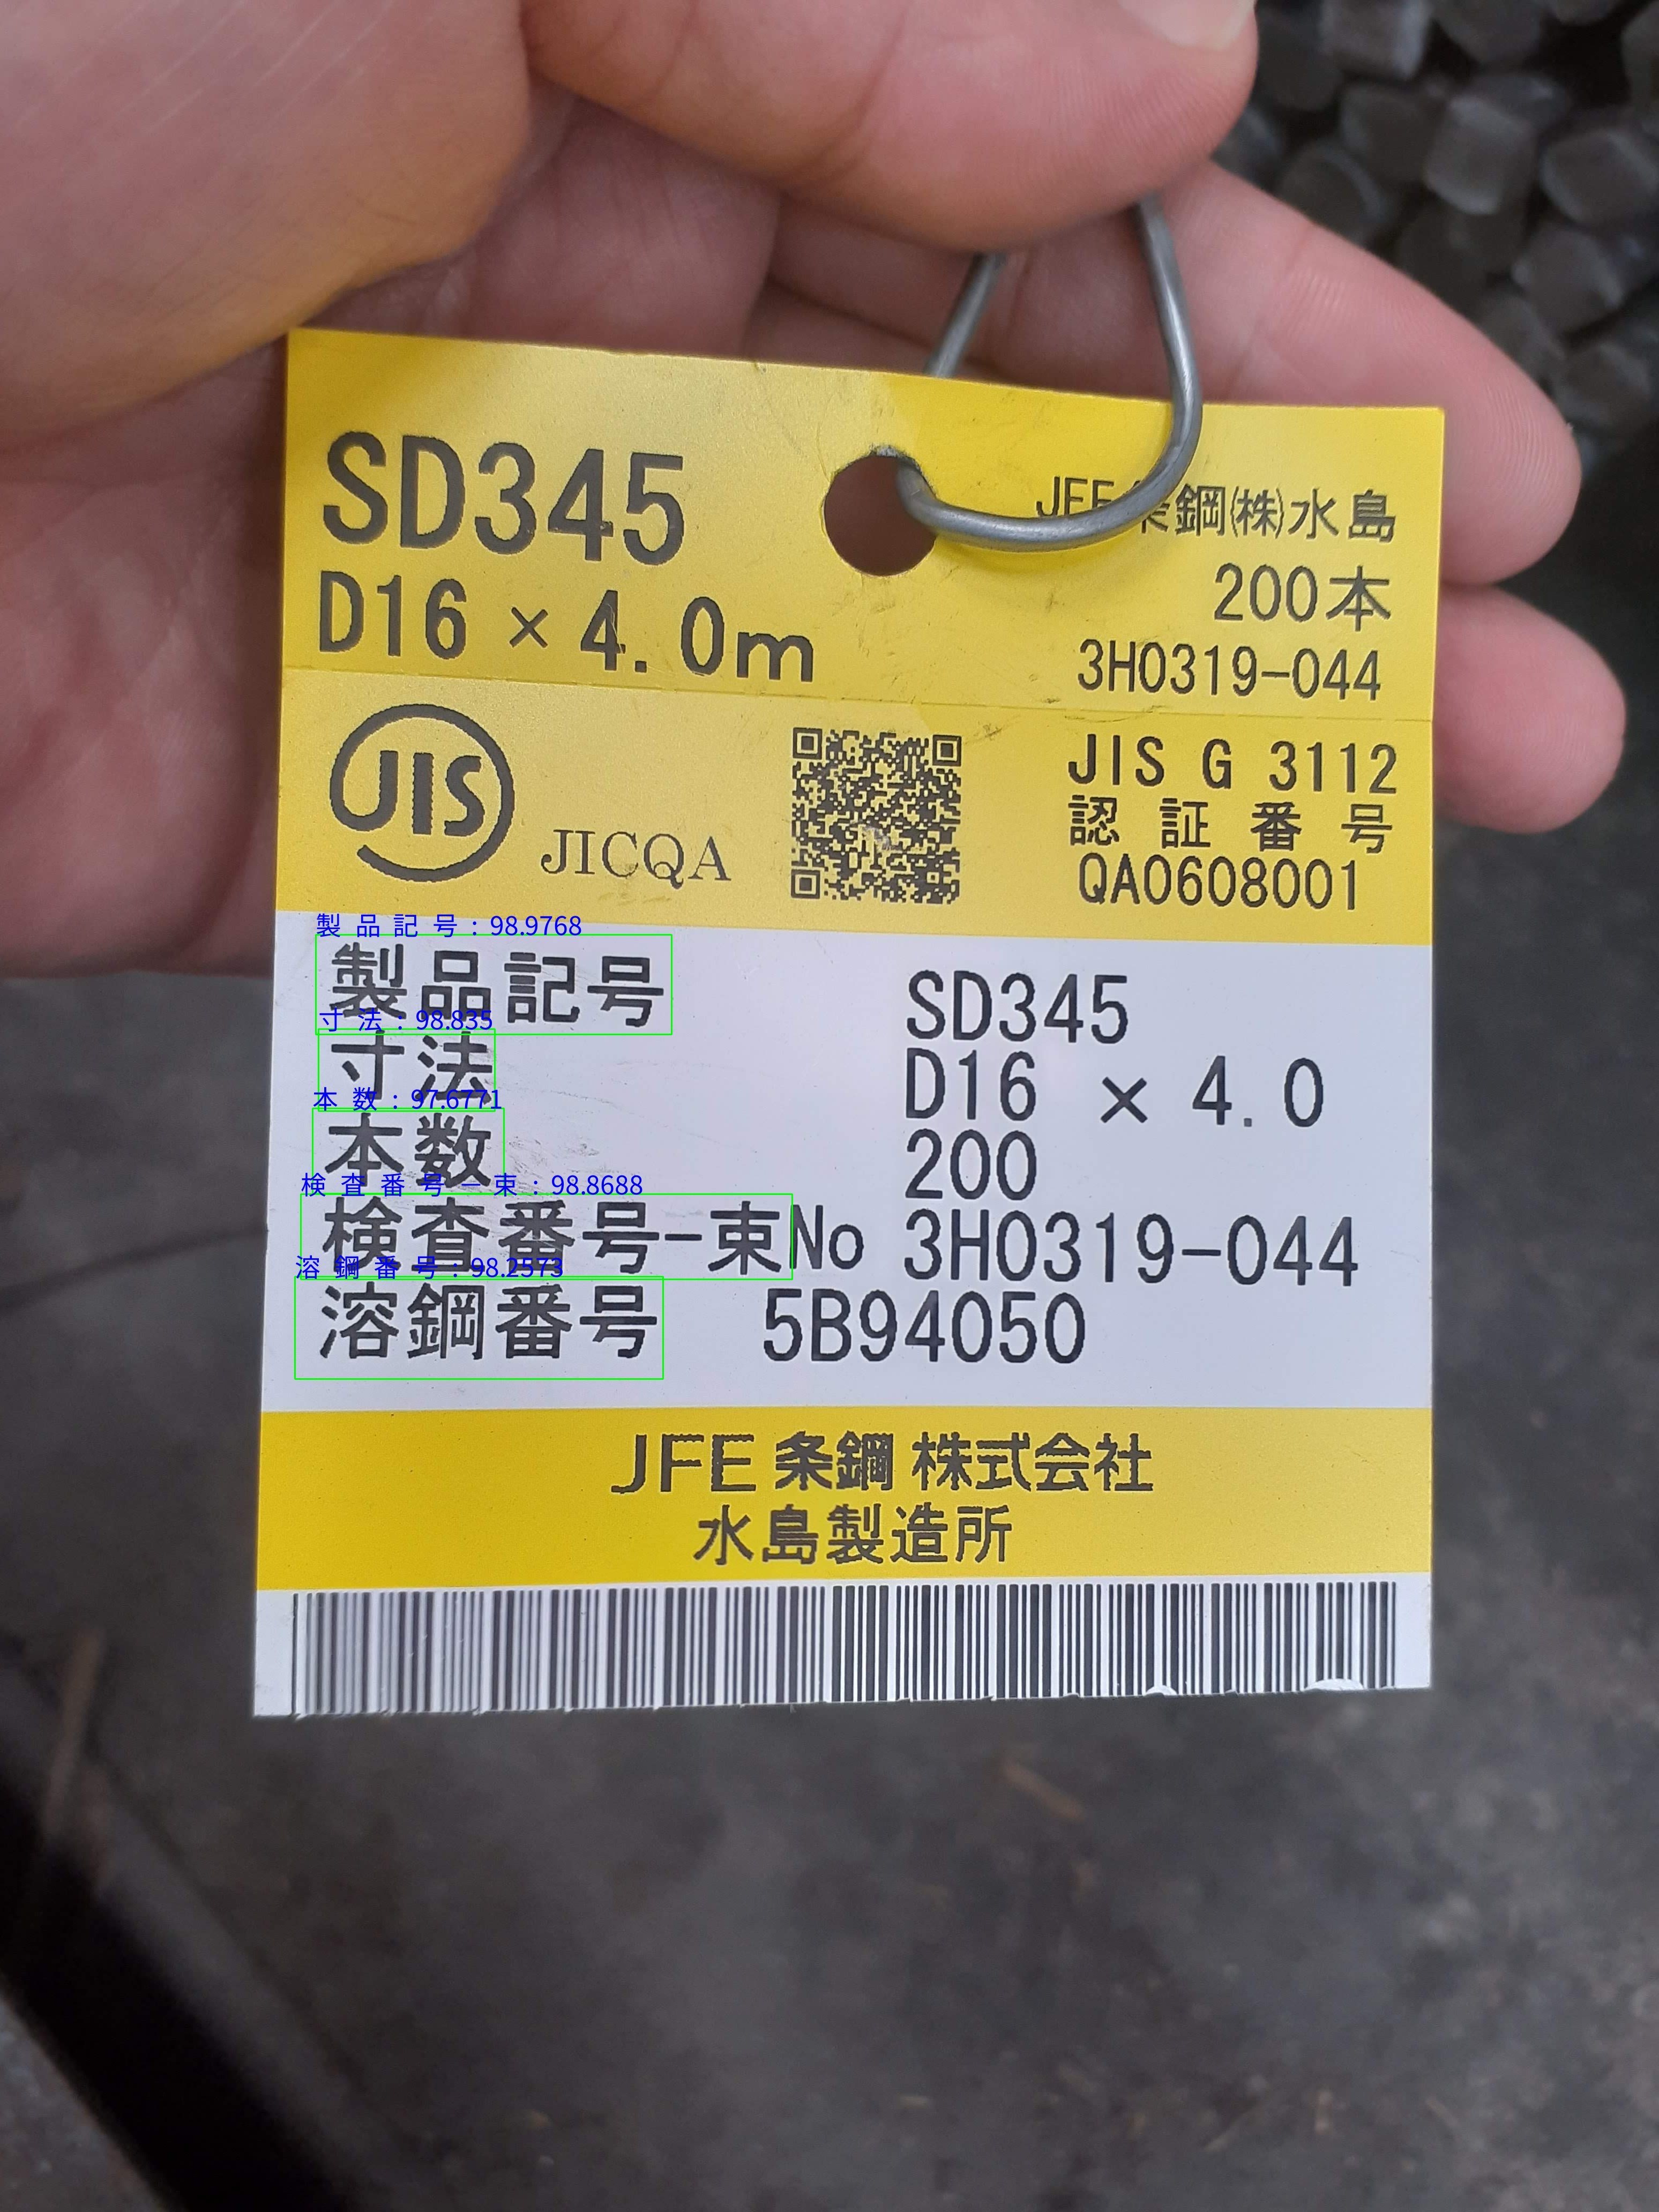 SD345
JFE条鋼㈱水島
D16 × 4.0m
200本
3H0319-044
JIS
JICQA
JIS G 3112
認証番号
QA0608001
製 品 記 号 : 98.9768
製品記号 SD345
寸 法 : 98.835
寸法 D16 × 4.0
本 数 : 97.6771
本数 200
検 査 番 号 一 束 : 98.8688
検査番号-束No 3H0319-044
溶 鋼 番 号 : 98.2573
溶鋼番号 5B94050
JFE条鋼 株式会社
水島製造所